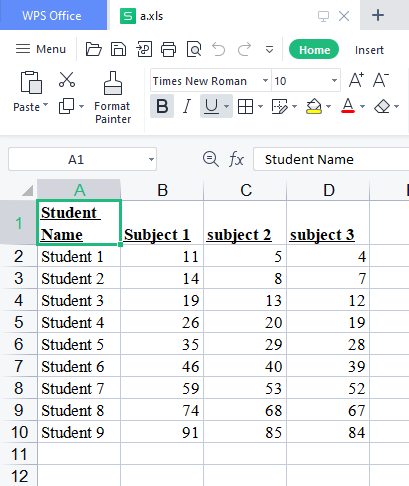 WPS Office S a.xls +
Menu Home Insert
Times New Roman 10 A+ A-
Paste Format Painter B I U A
A1 fx Student Name
A B C D
1 Student Name Subject 1 subject 2 subject 3
2 Student 1 11 5 4
3 Student 2 14 8 7
4 Student 3 19 13 12
5 Student 4 26 20 19
6 Student 5 35 29 28
7 Student 6 46 40 39
8 Student 7 59 53 52
9 Student 8 74 68 67
10 Student 9 91 85 84
11
12